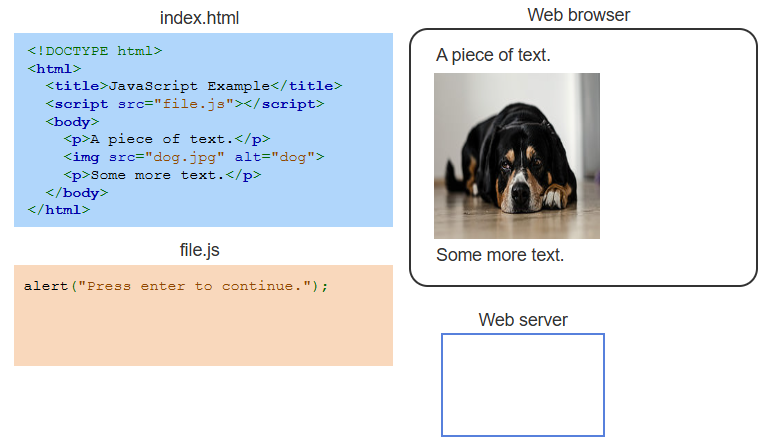 index.html
<!DOCTYPE html>
<html>
  <title>JavaScript Example</title>
  <script src="file.js"></script>
  <body>
    <p>A piece of text.</p>
    <img src="dog.jpg" alt="dog">
    <p>Some more text.</p>
  </body>
</html>
file.js
alert("Press enter to continue.");
Web browser
A piece of text.
Some more text.
Web server